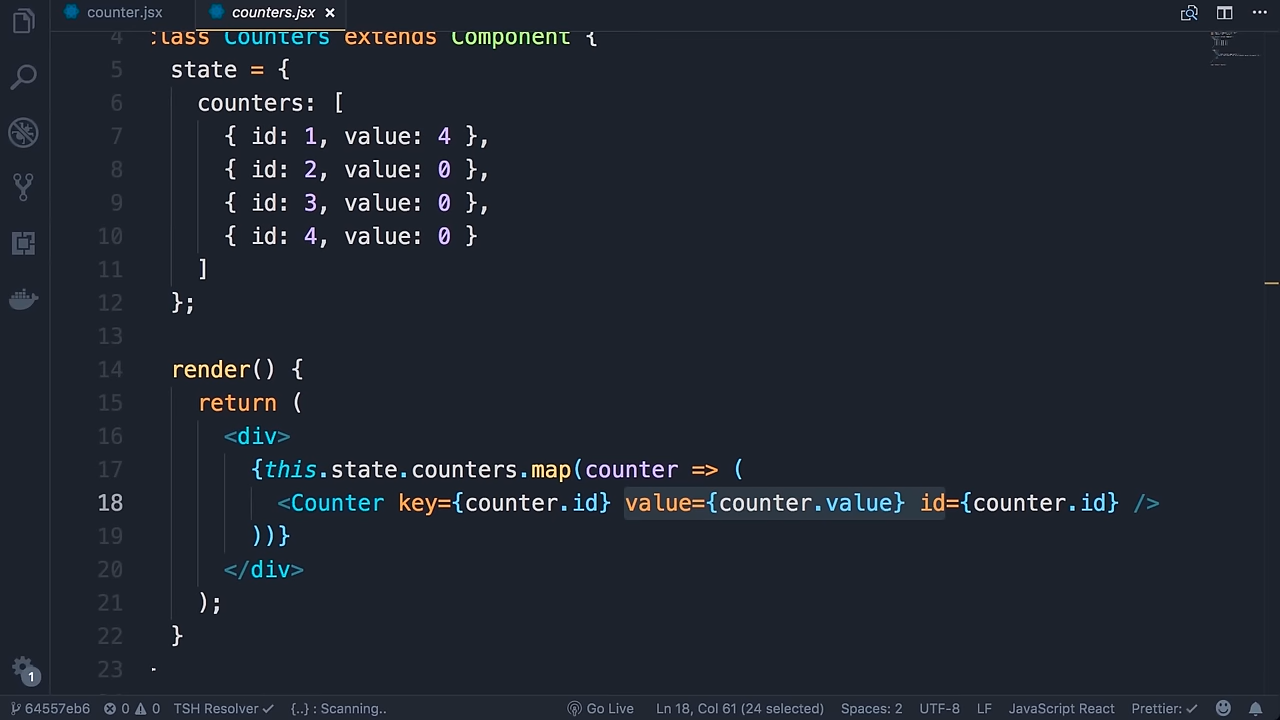 counter.jsx counters.jsx ×
4 class Counters extends Component {
5 state = {
6 counters: [
7 { id: 1, value: 4 },
8 { id: 2, value: 0 },
9 { id: 3, value: 0 },
10 { id: 4, value: 0 }
11 ]
12 };
13
14 render() {
15 return (
16 <div>
17 {this.state.counters.map(counter => (
18 <Counter key={counter.id} value={counter.value} id={counter.id} />
19 ))}
20 </div>
21 );
22 }
23
1
64557eb6 0 0 TSH Resolver {..} : Scanning.. Go Live Ln 18, Col 61 (24 selected) Spaces: 2 UTF-8 LF JavaScript React Prettier: ✓